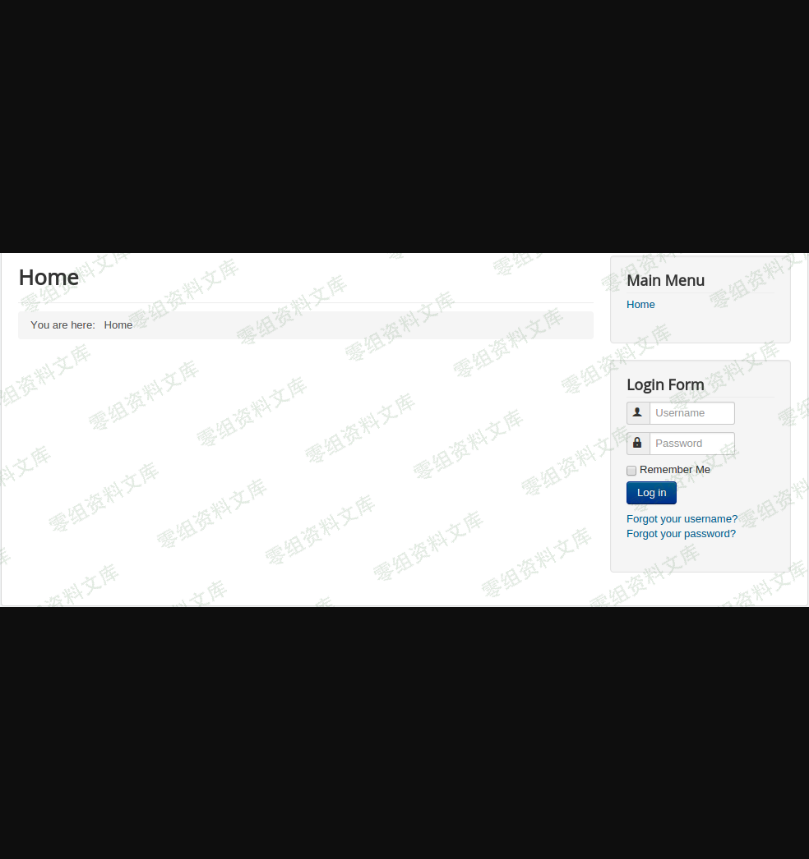 Home
You are here: Home
Main Menu
Home
Login Form
Username
Password
Remember Me
Log in
Forgot your username?
Forgot your password?
零组资料文库